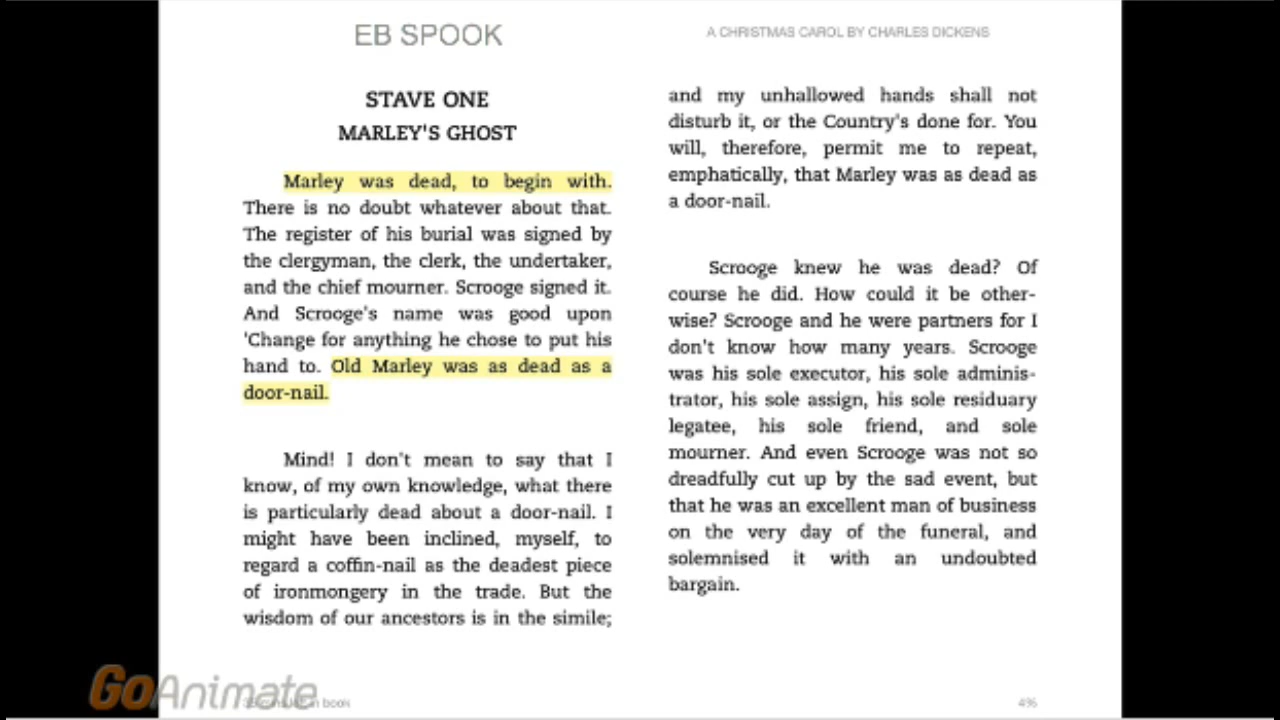 EB SPOOK
STAVE ONE
MARLEY'S GHOST
Marley was dead, to begin with.
There is no doubt whatever about that.
The register of his burial was signed by
the clergyman, the clerk, the undertaker,
and the chief mourner. Scrooge signed it.
And Scrooge's name was good upon
'Change for anything he chose to put his
hand to. Old Marley was as dead as a
door-nail.
Mind! I don't mean to say that I
know, of my own knowledge, what there
is particularly dead about a door-nail. I
might have been inclined, myself, to
regard a coffin-nail as the deadest piece
of ironmongery in the trade. But the
wisdom of our ancestors is in the simile;
A CHRISTMAS CAROL BY CHARLES DICKENS
and my unhallowed hands shall not
disturb it, or the Country's done for. You
will, therefore, permit me to repeat,
emphatically, that Marley was as dead as
a door-nail.
Scrooge knew he was dead? Of
course he did. How could it be other-
wise? Scrooge and he were partners for I
don't know how many years. Scrooge
was his sole executor, his sole adminis-
trator, his sole assign, his sole residuary
legatee, his sole friend, and sole
mourner. And even Scrooge was not so
dreadfully cut up by the sad event, but
that he was an excellent man of business
on the very day of the funeral, and
solemnised it with an undoubted
bargain.
GoAnimate
book